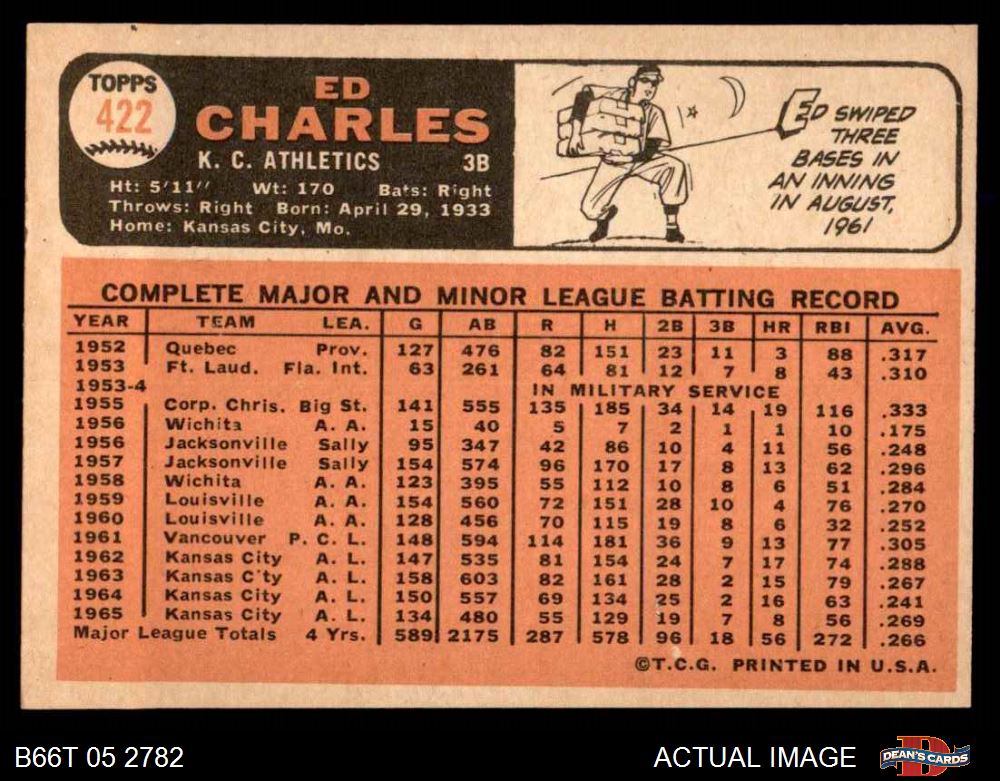 TOPPS
422
ED
CHARLES
K. C. ATHLETICS 3B
Ht: 5'11" Wt: 170 Bats: Right
Throws: Right Born: April 29, 1933
Home: Kansas City, Mo.
ED SWIPED
THREE
BASES IN
AN INNING
IN AUGUST,
1961
COMPLETE MAJOR AND MINOR LEAGUE BATTING RECORD
YEAR TEAM LEA. G AB R H 2B 3B HR RBI AVG.
1952 Quebec Prov. 127 476 82 151 23 11 3 88 .317
1953 Ft. Laud. Fla. Int. 63 261 64 81 12 7 8 43 .310
1953-4 IN MILITARY SERVICE
1955 Corp. Chris. Big St. 141 555 135 185 34 14 19 116 .333
1956 Wichita A. A. 15 40 5 7 2 1 1 10 .175
1956 Jacksonville Sally 95 347 42 86 10 4 11 56 .248
1957 Jacksonville Sally 154 574 96 170 17 8 13 62 .296
1958 Wichita A. A. 123 395 55 112 10 8 6 51 .284
1959 Louisville A. A. 154 560 72 151 28 10 4 76 .270
1960 Louisville A. A. 128 456 70 115 19 8 6 32 .252
1961 Vancouver P. C. L. 148 594 114 181 36 9 13 77 .305
1962 Kansas City A. L. 147 535 81 154 24 7 17 74 .288
1963 Kansas City A. L. 158 603 82 161 28 2 15 79 .267
1964 Kansas City A. L. 150 557 69 134 25 2 16 63 .241
1965 Kansas City A. L. 134 480 55 129 19 7 8 56 .269
Major League Totals 4 Yrs. 589 2175 287 578 96 18 56 272 .266
©T.C.G. PRINTED IN U.S.A.
B66T 05 2782 ACTUAL IMAGE DEAN'S CARDS